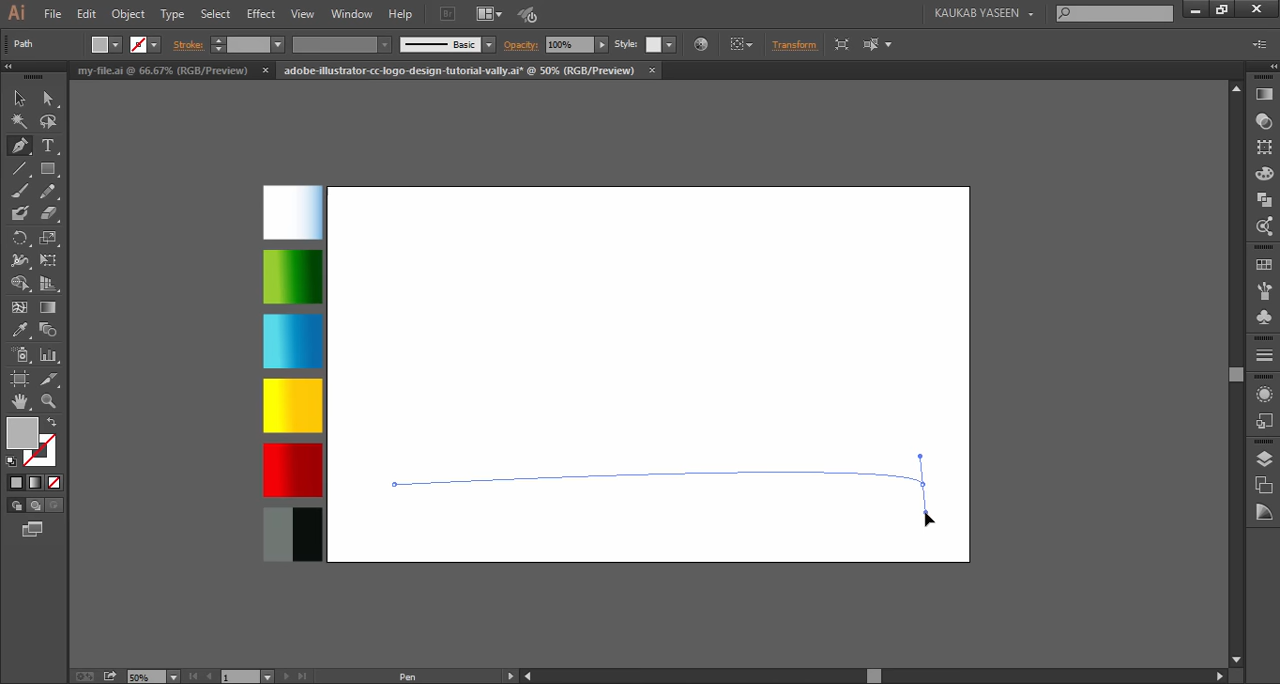 Ai File Edit Object Type Select Effect View Window Help Br KAUKAB YASEEN
Path Stroke: Basic Opacity: 100% Style: Transform
my-file.ai @ 66.67% (RGB/Preview) × adobe-illustrator-cc-logo-design-tutorial-vally.ai* @ 50% (RGB/Preview) ×
T
50% 1 Pen